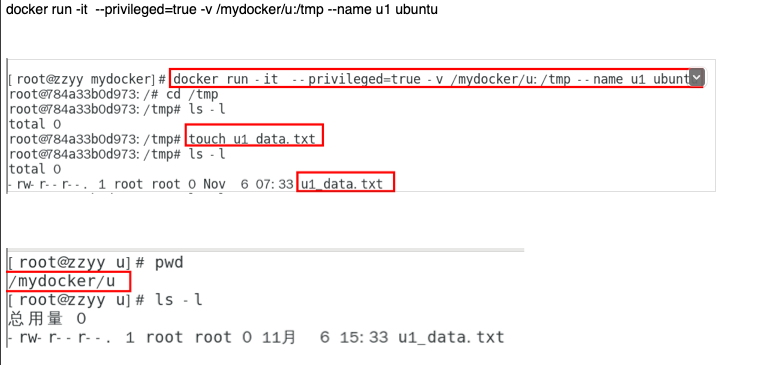 docker run -it --privileged=true -v /mydocker/u:/tmp --name u1 ubuntu
[root@zzyy mydocker]# docker run -it --privileged=true -v /mydocker/u:/tmp --name u1 ubunt
root@784a33b0d973:/# cd /tmp
root@784a33b0d973:/tmp# ls -l
total 0
root@784a33b0d973:/tmp# touch u1_data.txt
root@784a33b0d973:/tmp# ls -l
total 0
-rw-r--r--. 1 root root 0 Nov 6 07:33 u1_data.txt
[root@zzyy u]# pwd
/mydocker/u
[root@zzyy u]# ls -l
总用量 0
-rw-r--r--. 1 root root 0 11月 6 15:33 u1_data.txt